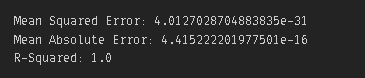 Mean Squared Error: 4.0127028704883835e-31
Mean Absolute Error: 4.415222201977501e-16
R-Squared: 1.0